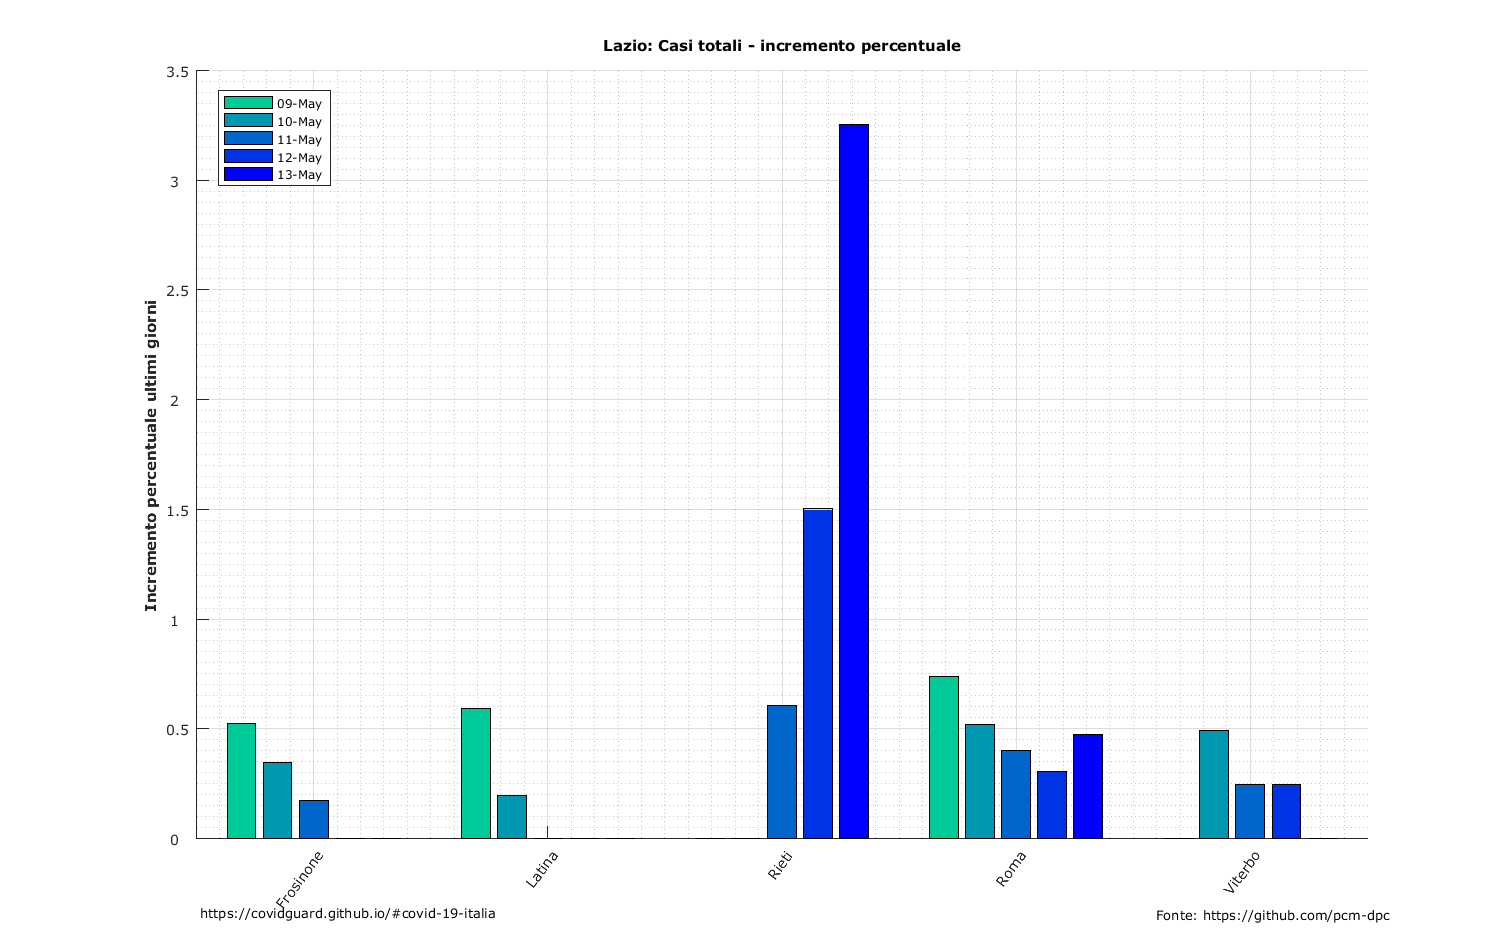 Lazio: Casi totali - incremento percentuale
Incremento percentuale ultimi giorni
3.5
3
2.5
2
1.5
1
0.5
0
09-May
10-May
11-May
12-May
13-May
Frosinone
Latina
Rieti
Roma
Viterbo
https://covidguard.github.io/#covid-19-italia
Fonte: https://github.com/pcm-dpc